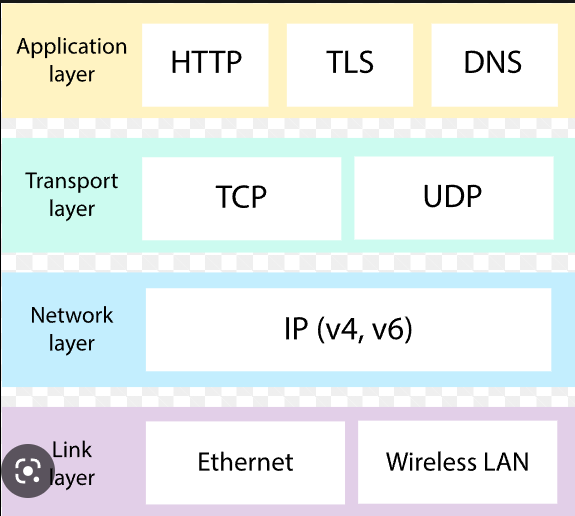 Application
layer
HTTP
TLS
DNS
Transport
layer
TCP
UDP
Network
layer
IP (v4, v6)
Link
layer
Ethernet
Wireless LAN